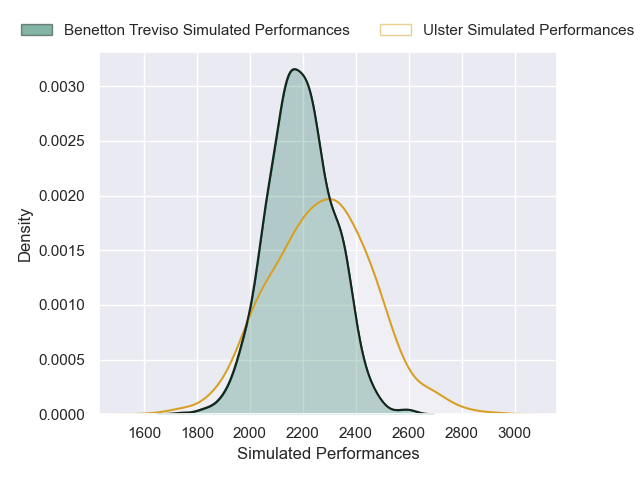 Benetton Treviso Simulated Performances
Ulster Simulated Performances
Density
0.0030
0.0025
0.0020
0.0015
0.0010
0.0005
0.0000
1600 1800 2000 2200 2400 2600 2800 3000
Simulated Performances